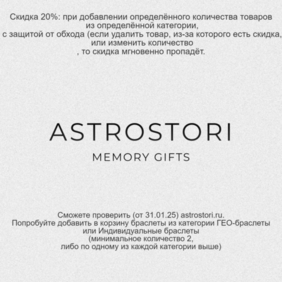 Скидка 20%: при добавлении определённого количества товаров
из определённой категории,
с защитой от обхода (если удалить товар, из-за которого есть скидка,
или изменить количество
, то скидка мгновенно пропадёт.
ASTROSTORI
MEMORY GIFTS
Сможете проверить (от 31.01.25) astrostori.ru.
Попробуйте добавить в корзину браслеты из категории ГЕО-браслеты
или Индивидуальные браслеты
(минимальное количество 2,
либо по одному из каждой категории выше)